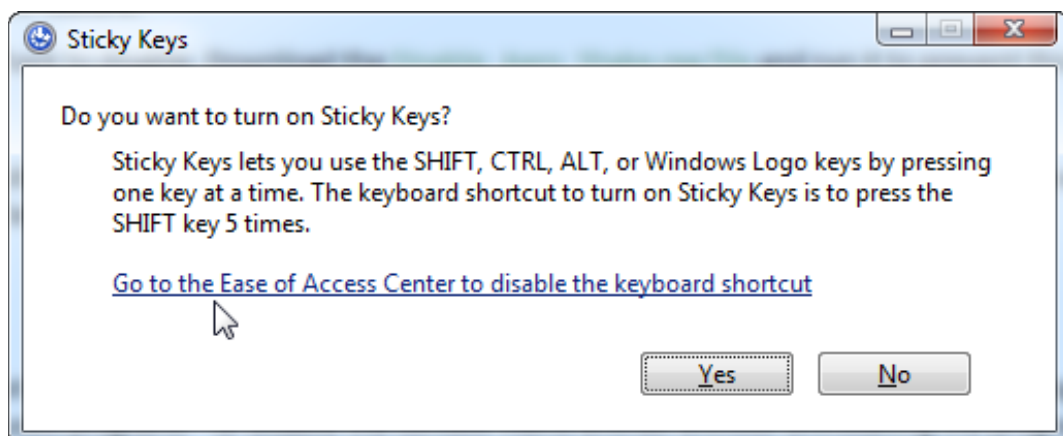 Sticky Keys
Do you want to turn on Sticky Keys?
Sticky Keys lets you use the SHIFT, CTRL, ALT, or Windows Logo keys by pressing
one key at a time. The keyboard shortcut to turn on Sticky Keys is to press the
SHIFT key 5 times.
Go to the Ease of Access Center to disable the keyboard shortcut
Yes
No